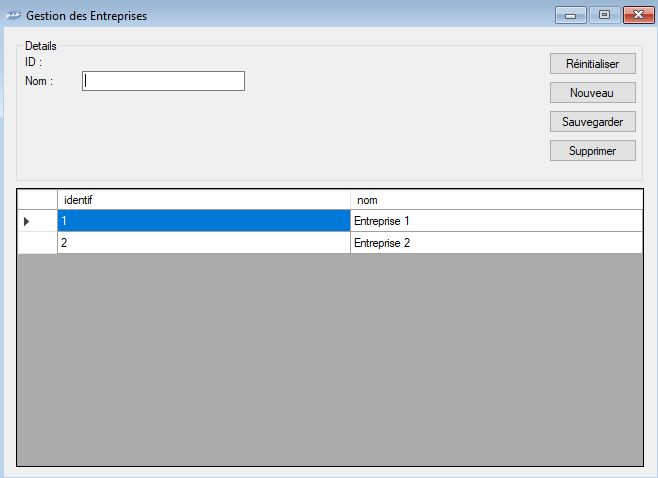 Gestion des Entreprises
Details
ID :
Nom :
Réinitialiser
Nouveau
Sauvegarder
Supprimer
identif nom
1 Entreprise 1
2 Entreprise 2